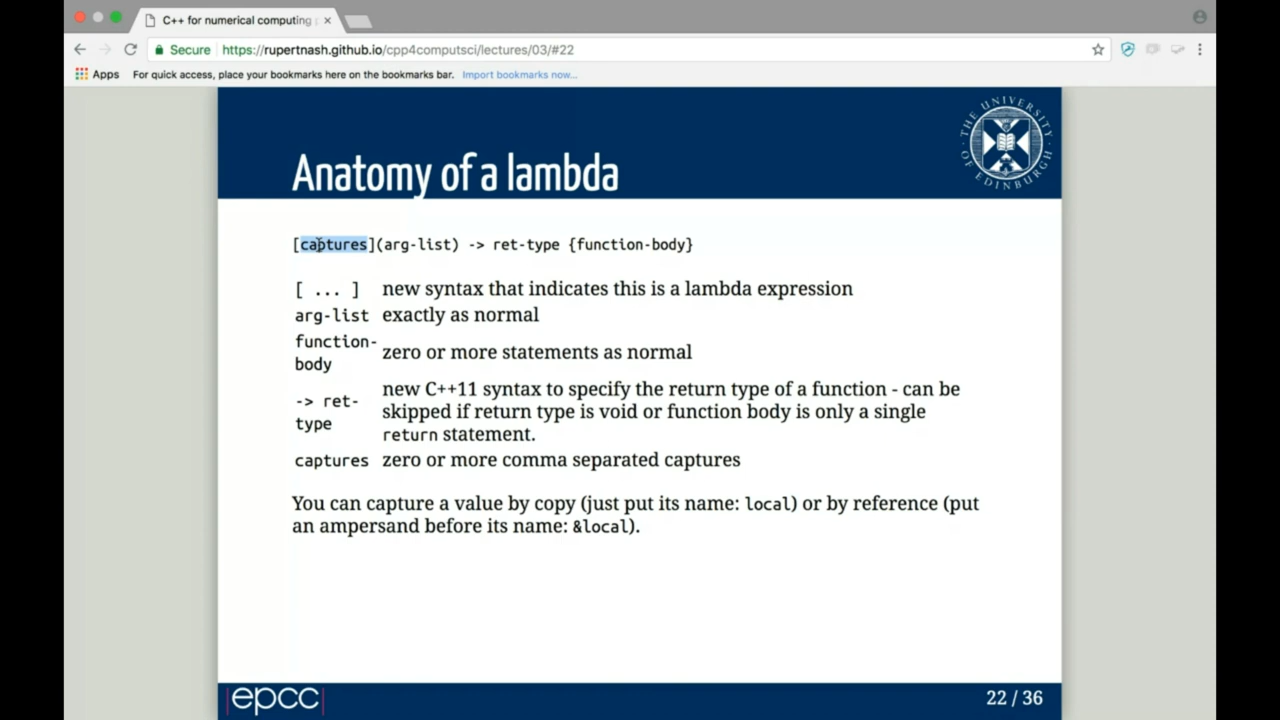 C++ for numerical computing
Secure https://rupertnash.github.io/cpp4computsci/lectures/03/#22
Apps For quick access, place your bookmarks here on the bookmarks bar. Import bookmarks now...
THE UNIVERSITY OF EDINBURGH
Anatomy of a lambda
[captures](arg-list) -> ret-type {function-body}
[ ... ] new syntax that indicates this is a lambda expression
arg-list exactly as normal
function-
body zero or more statements as normal
new C++11 syntax to specify the return type of a function - can be
-> ret- skipped if return type is void or function body is only a single
type return statement.
captures zero or more comma separated captures
You can capture a value by copy (just put its name: local) or by reference (put
an ampersand before its name: &local).
epcc 22 / 36